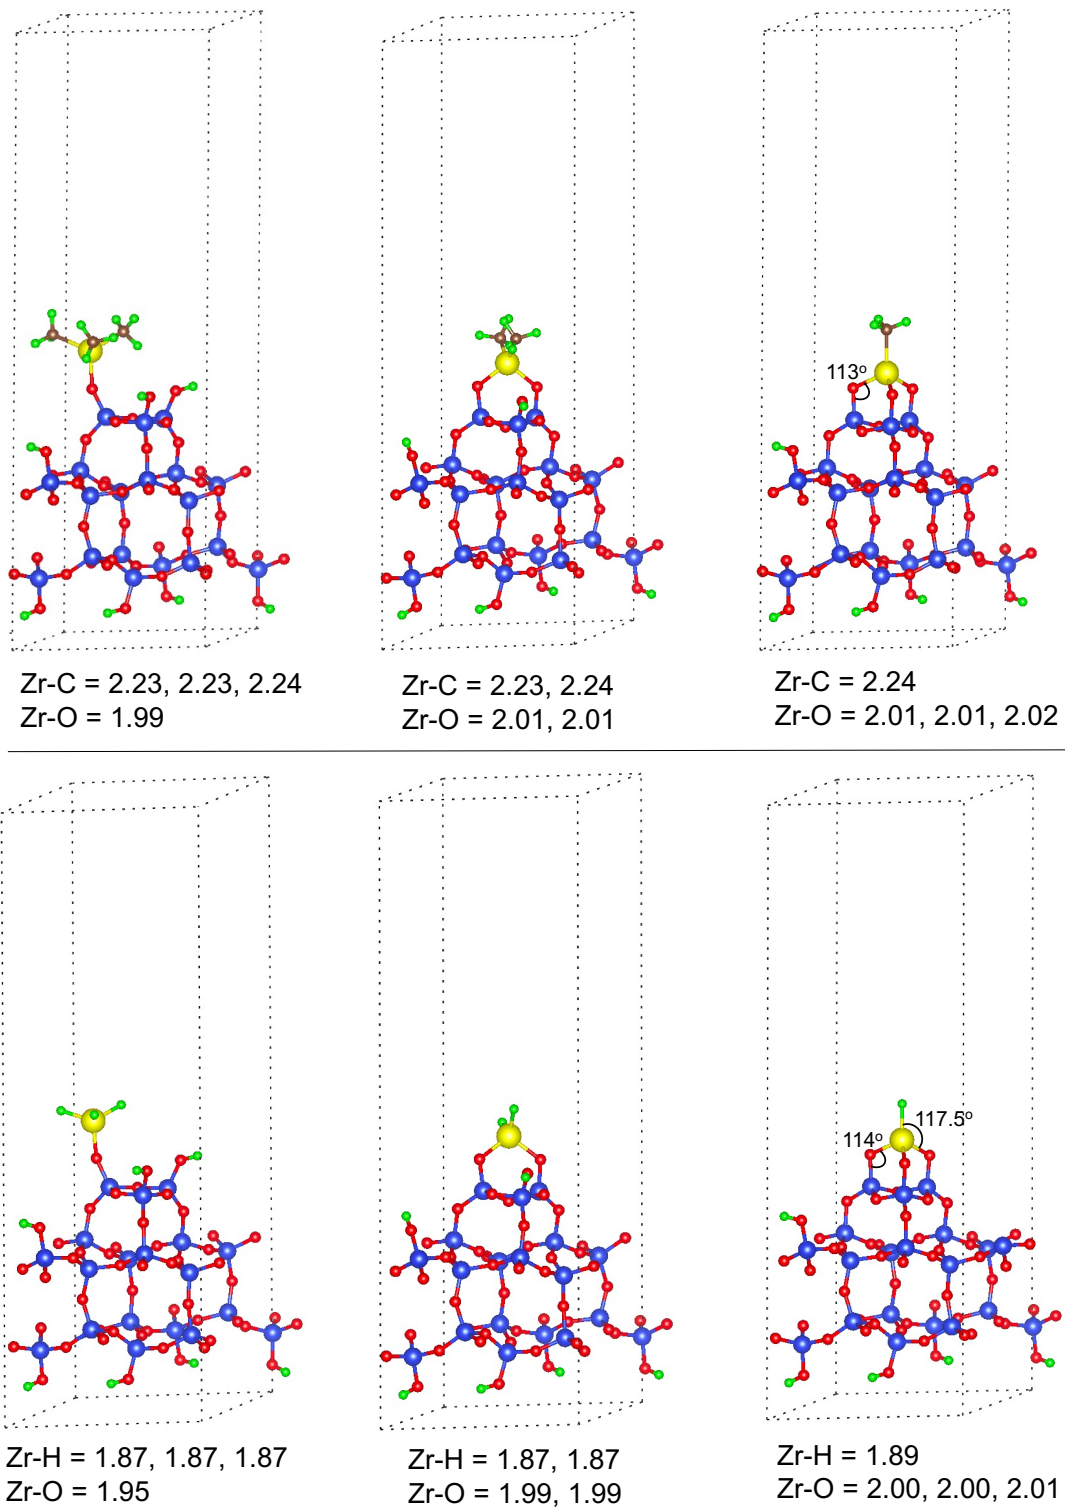 113°
Zr-C = 2.23, 2.23, 2.24
Zr-O = 1.99
Zr-C = 2.23, 2.24
Zr-O = 2.01, 2.01
Zr-C = 2.24
Zr-O = 2.01, 2.01, 2.02
114°
117.5°
Zr-H = 1.87, 1.87, 1.87
Zr-O = 1.95
Zr-H = 1.87, 1.87
Zr-O = 1.99, 1.99
Zr-H = 1.89
Zr-O = 2.00, 2.00, 2.01